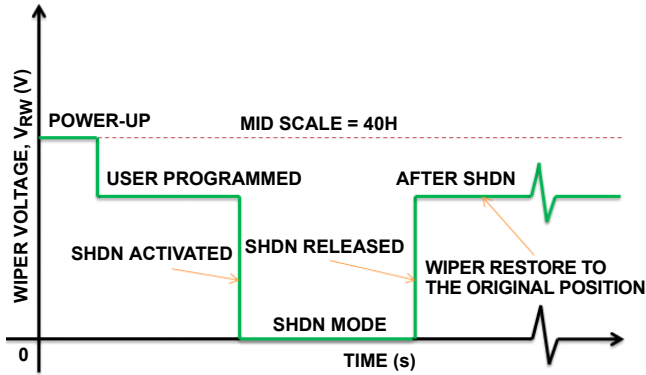 WIPER VOLTAGE, VRW (V)
POWER-UP
MID SCALE = 40H
USER PROGRAMMED
AFTER SHDN
SHDN ACTIVATED
SHDN RELEASED
WIPER RESTORE TO
THE ORIGINAL POSITION
SHDN MODE
0
TIME (s)